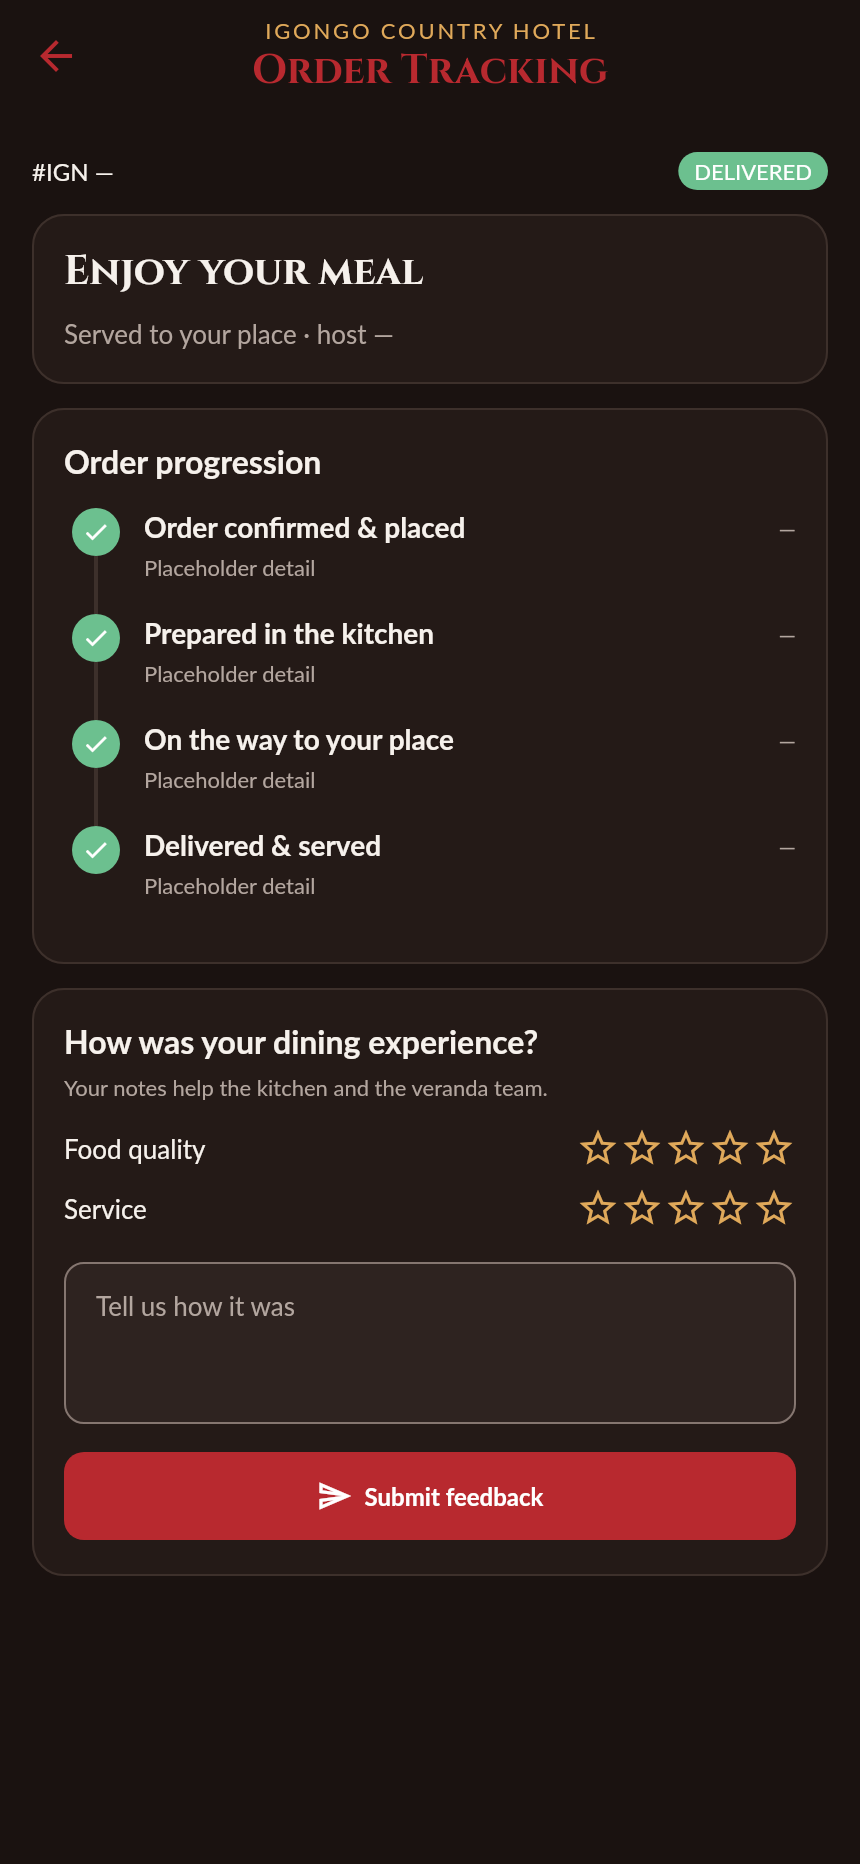 IGONGO COUNTRY HOTEL
Order Tracking
#IGN —
DELIVERED
Enjoy your meal
Served to your place · host —
Order progression
Order confirmed & placed —
Placeholder detail
Prepared in the kitchen —
Placeholder detail
On the way to your place —
Placeholder detail
Delivered & served —
Placeholder detail
How was your dining experience?
Your notes help the kitchen and the veranda team.
Food quality
Service
Tell us how it was
Submit feedback